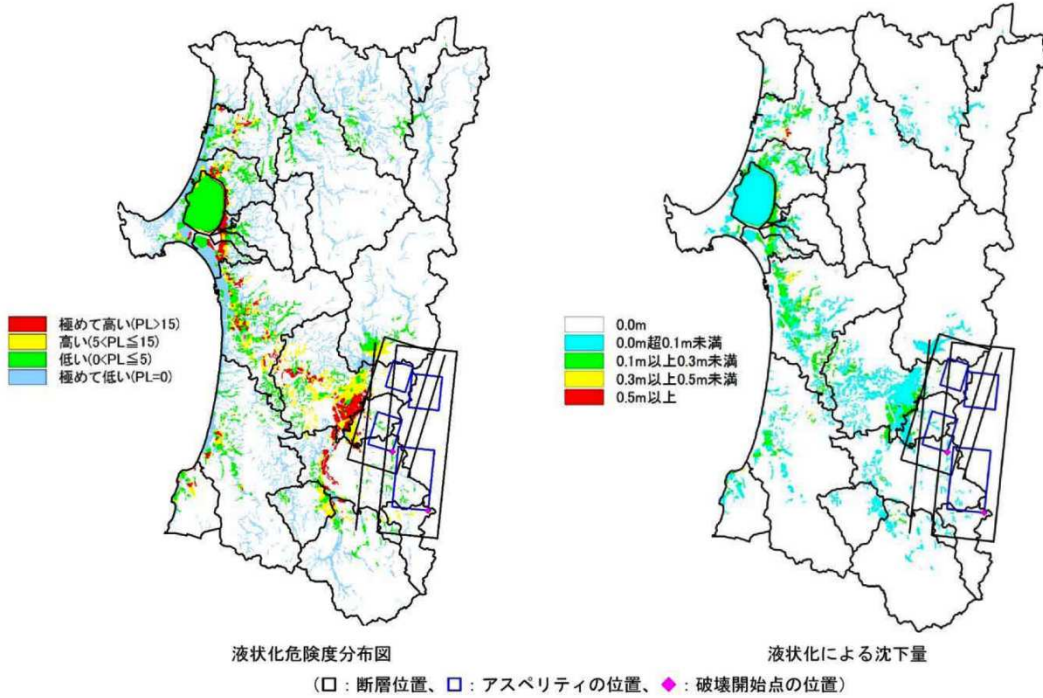 極めて高い(PL>15)
高い(5<PL≦15)
低い(0<PL≦5)
極めて低い(PL=0)
0.0m
0.0m超0.1m未満
0.1m以上0.3m未満
0.3m以上0.5m未満
0.5m以上
液状化危険度分布図
液状化による沈下量
(□：断層位置、□：アスペリティの位置、◆：破壊開始点の位置)